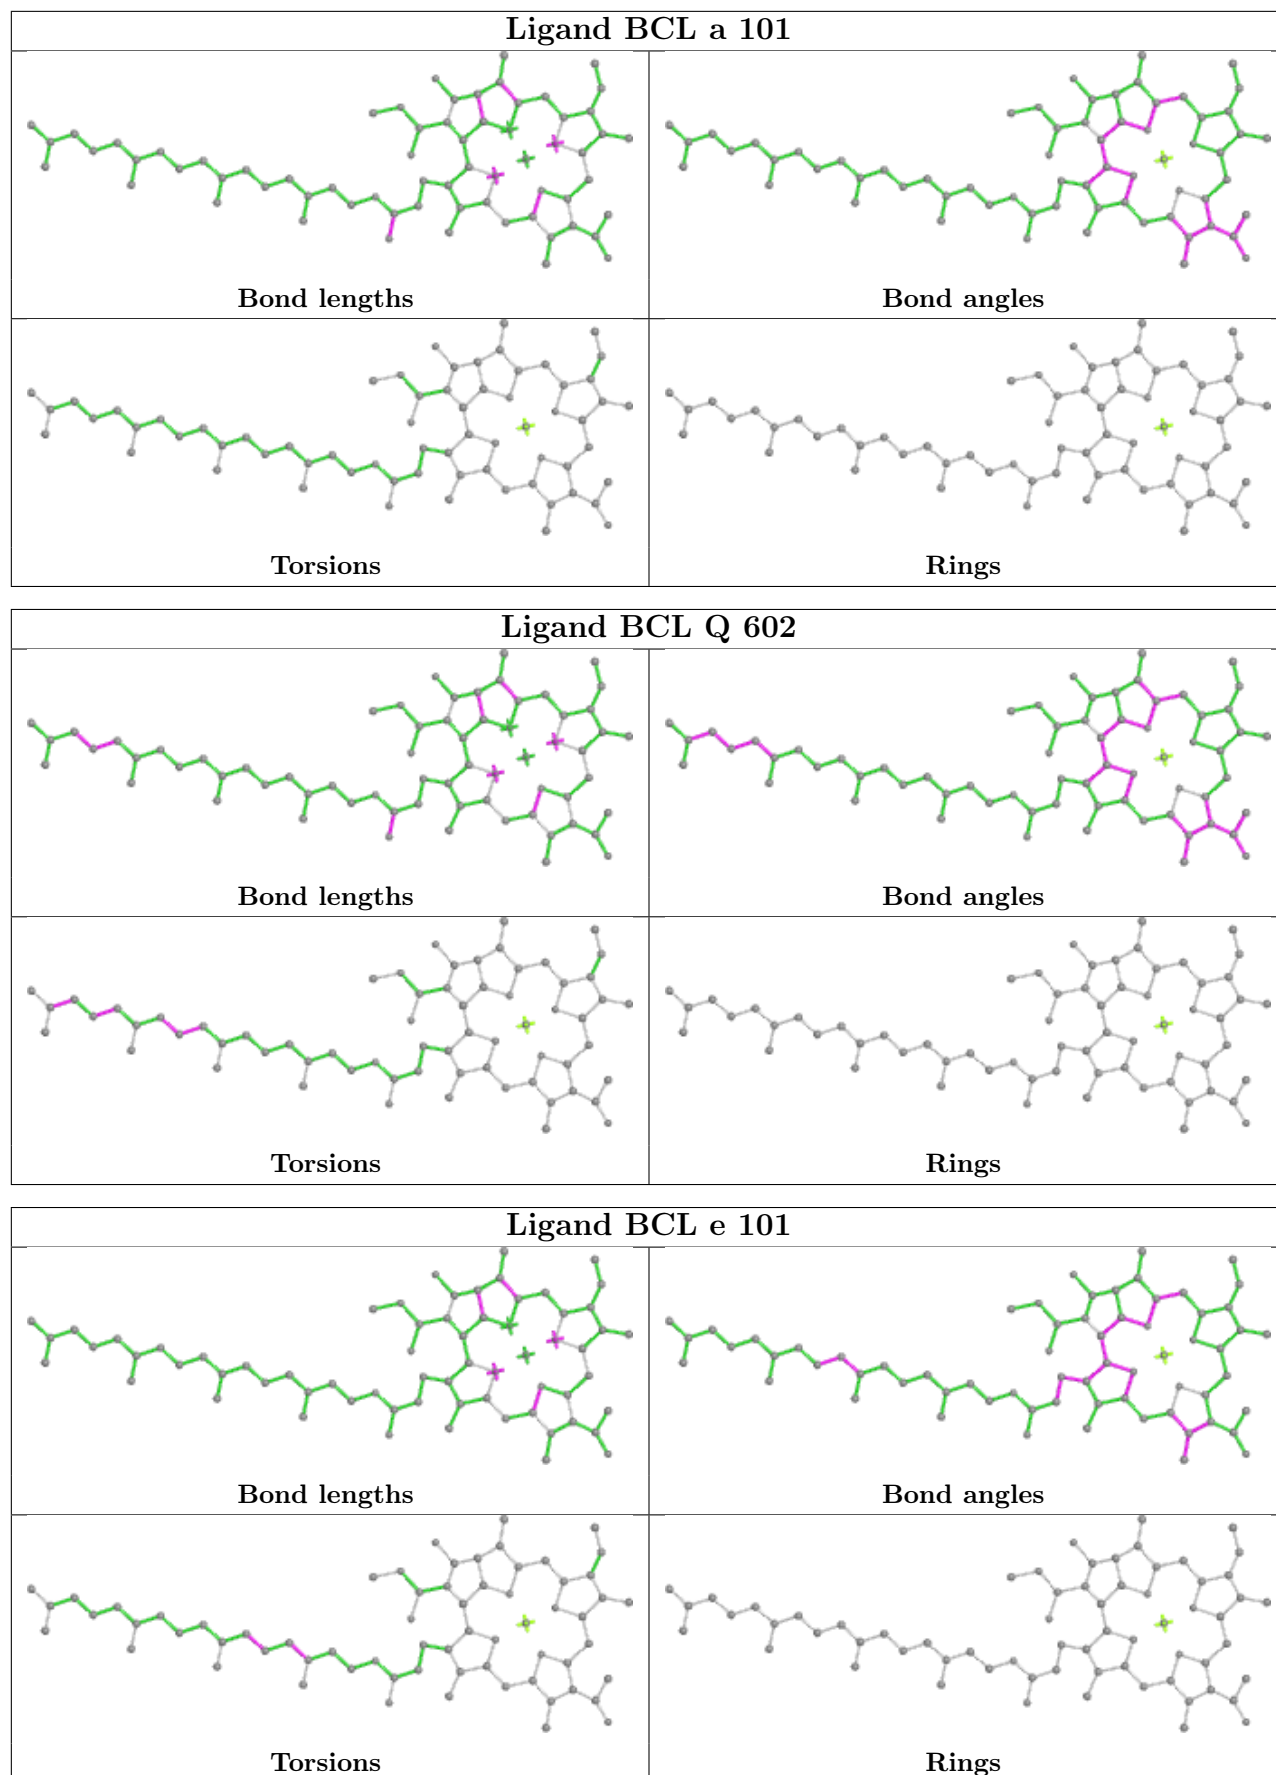 Ligand BCL a 101
Bond lengths
Bond angles
Torsions
Rings
Ligand BCL Q 602
Bond lengths
Bond angles
Torsions
Rings
Ligand BCL e 101
Bond lengths
Bond angles
Torsions
Rings